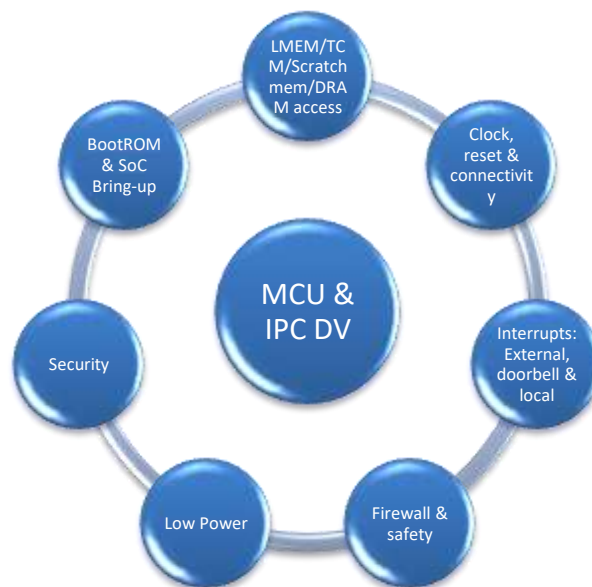 LMEM/TC
M/Scratch
mem/DRA
M access
Clock,
reset &
connectivit
y
Interrupts:
External,
doorbell &
local
Firewall &
safety
Low Power
Security
BootROM
& SoC
Bring-up
MCU &
IPC DV